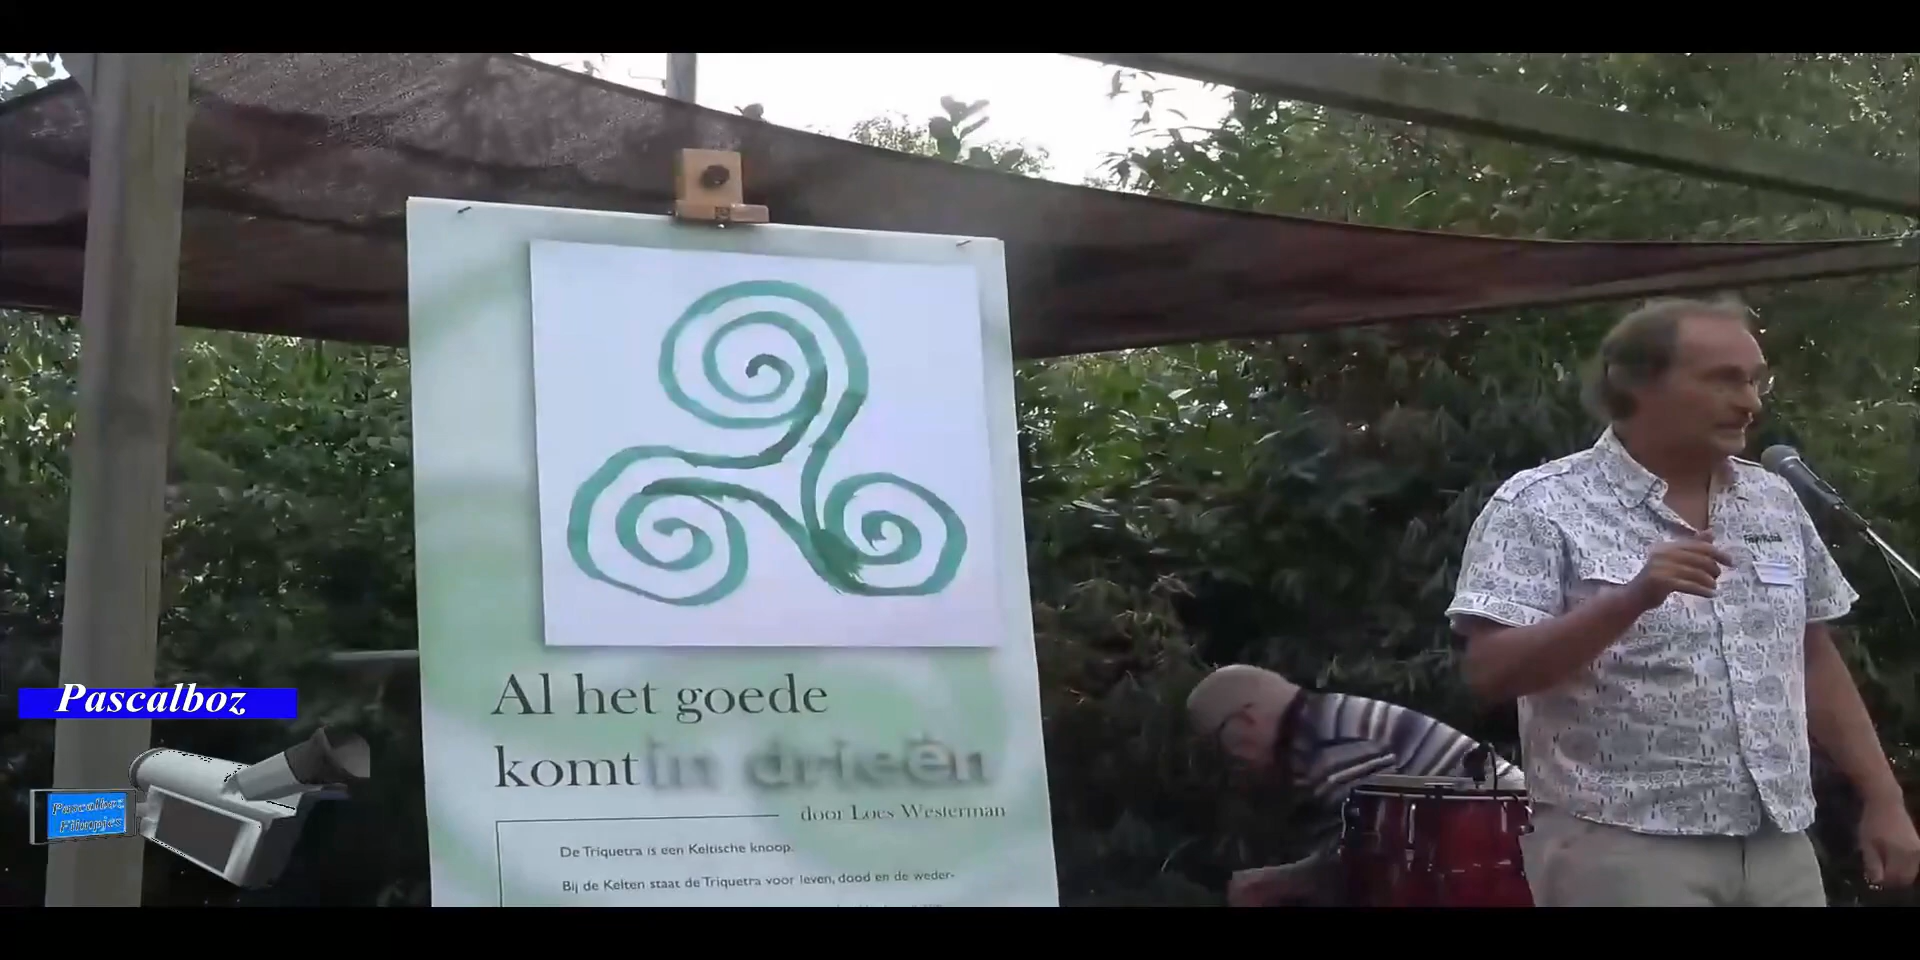 Al het goede
komt in drieën
door Loes Westerman
De Triquetra is een Keltische knoop.
Bij de Kelten staat de Triquetra voor leven, dood en de weder-
Pascalboz
Pascalboz
Filmpjes